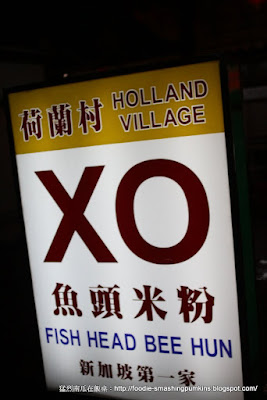 荷蘭村 HOLLAND VILLAGE
XO
魚頭米粉
FISH HEAD BEE HUN
新加坡第一家
猛烈南瓜在飯桌：http://foodie-smashingpumkins.blogspot.com/